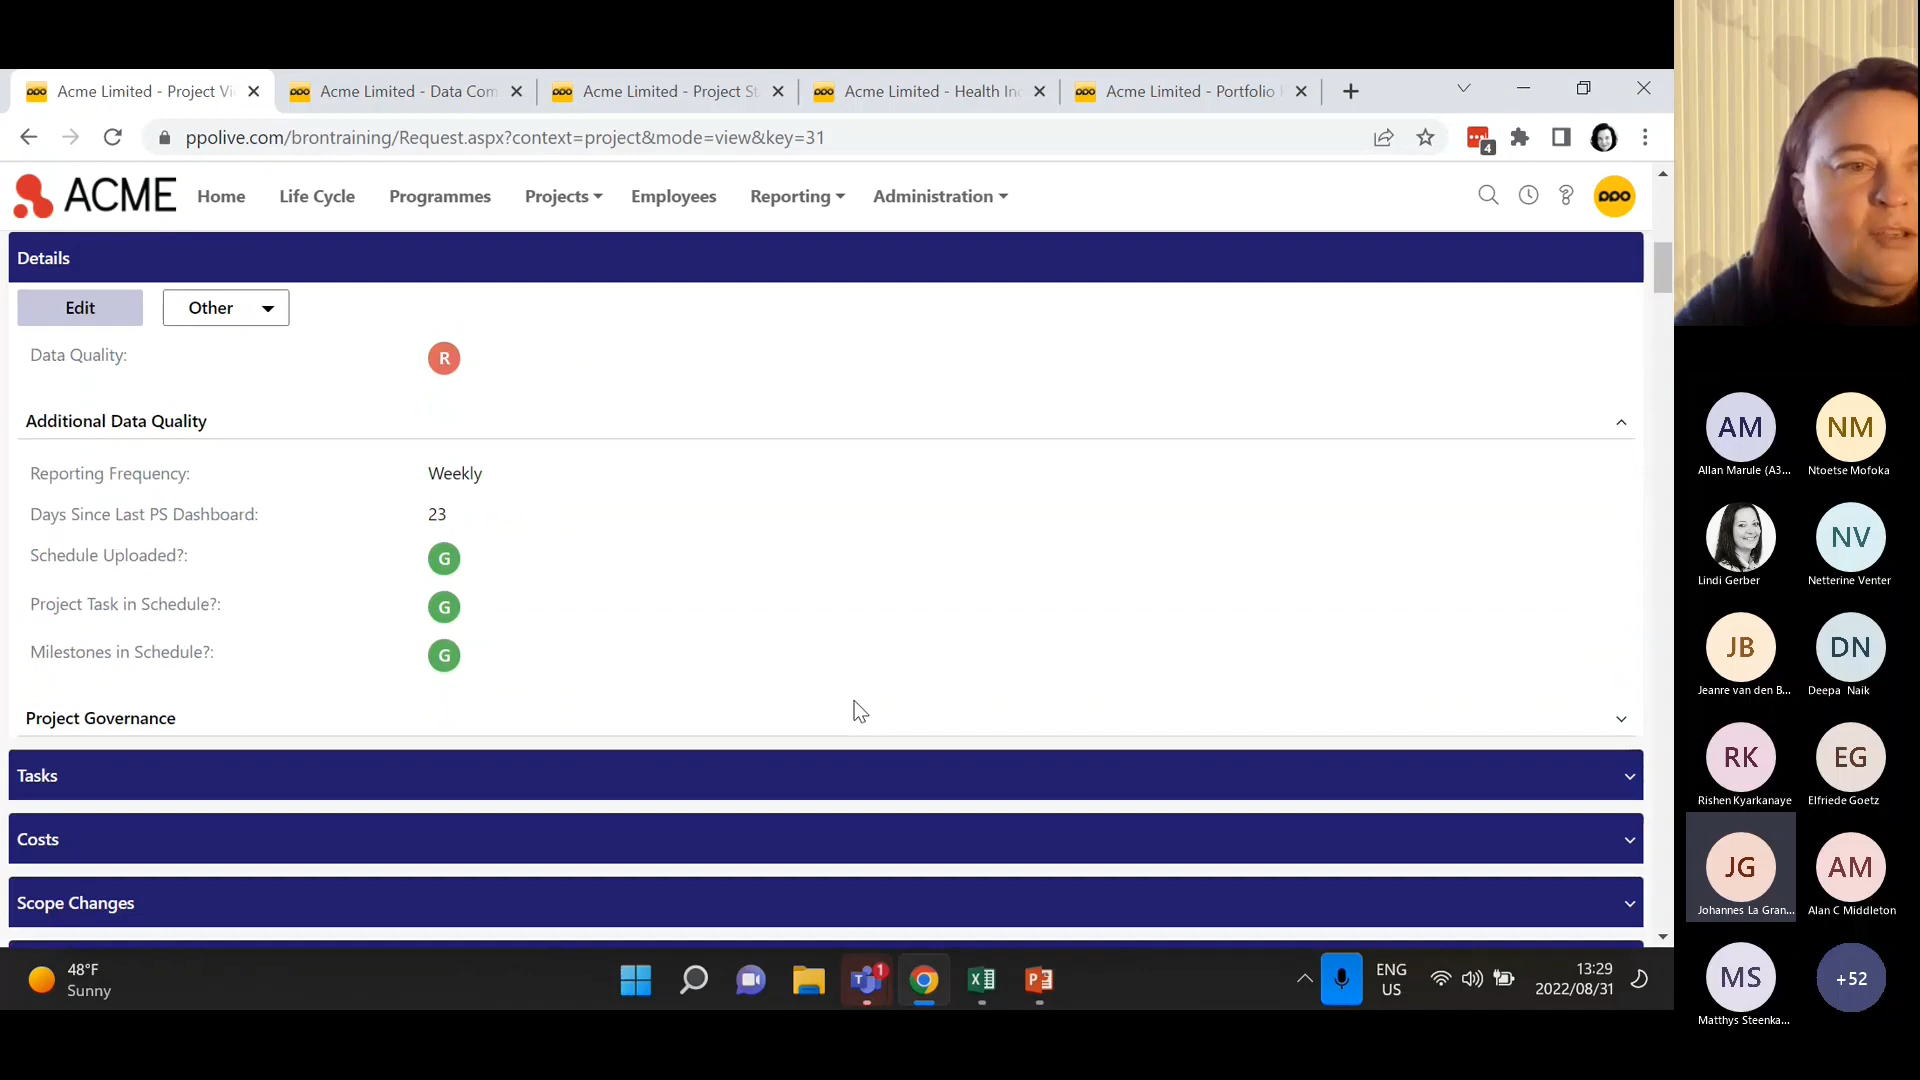 Acme Limited - Project Vi
Acme Limited - Data Com
Acme Limited - Project St
Acme Limited - Health Inc
Acme Limited - Portfolio
ppolive.com/brontraining/Request.aspx?context=project&mode=view&key=31
4
ACME
Home
Life Cycle
Programmes
Projects
Employees
Reporting
Administration
ppo
Details
Edit
Other
Data Quality:
R
Additional Data Quality
Reporting Frequency:
Weekly
Days Since Last PS Dashboard:
23
Schedule Uploaded?:
G
Project Task in Schedule?:
G
Milestones in Schedule?:
G
Project Governance
Tasks
Costs
Scope Changes
48°F
Sunny
1
ENG
US
13:29
2022/08/31
AM
Allan Marule (A3...
NM
Ntoetse Mofoka
Lindi Gerber
NV
Netterine Venter
JB
Jeanre van den B...
DN
Deepa Naik
RK
Rishen Kyarkanaye
EG
Elfriede Goetz
JG
Johannes La Gran...
AM
Alan C Middleton
MS
Matthys Steenka...
+52